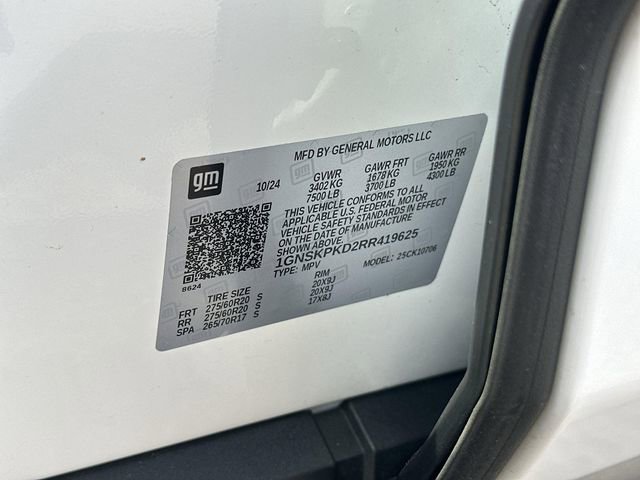 MFD BY GENERAL MOTORS LLC
gm
10/24
GVWR GAWR FRT GAWR RR
3402 KG 1678 KG 1950 KG
7500 LB 3700 LB 4300 LB
THIS VEHICLE CONFORMS TO ALL
APPLICABLE U.S. FEDERAL MOTOR
VEHICLE SAFETY STANDARDS IN EFFECT
ON THE DATE OF MANUFACTURE
SHOWN ABOVE.
1GNSKPKD2RR419625
TYPE: MPV MODEL: 25CK10706
B624
TIRE SIZE RIM
FRT 275/60R20 S 20X9J
RR 275/60R20 S 20X9J
SPA 265/70R17 S 17X8J